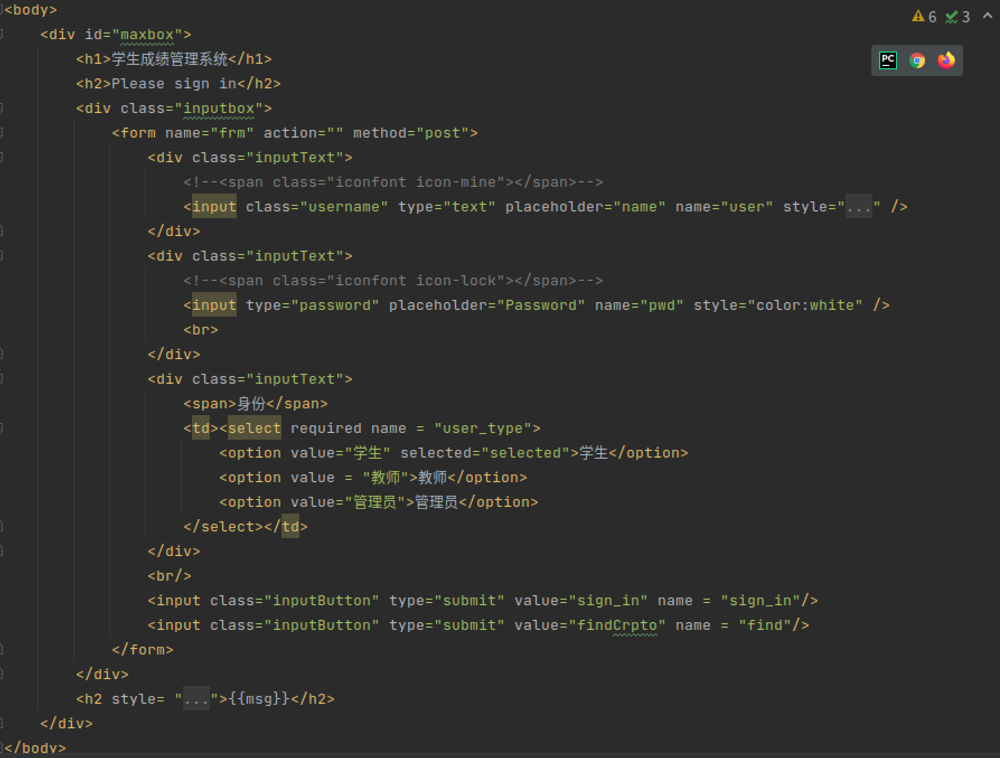 <body>
6 3
<div id="maxbox">
<h1>学生成绩管理系统</h1>
PC
<h2>Please sign in</h2>
<div class="inputbox">
<form name="frm" action="" method="post">
<div class="inputText">
<!--<span class="iconfont icon-mine"></span>-->
<input class="username" type="text" placeholder="name" name="user" style="..." />
</div>
<div class="inputText">
<!--<span class="iconfont icon-lock"></span>-->
<input type="password" placeholder="Password" name="pwd" style="color:white" />
<br>
</div>
<div class="inputText">
<span>身份</span>
<td><select required name = "user_type">
<option value="学生" selected="selected">学生</option>
<option value = "教师">教师</option>
<option value="管理员">管理员</option>
</select></td>
</div>
<br/>
<input class="inputButton" type="submit" value="sign_in" name = "sign_in"/>
<input class="inputButton" type="submit" value="findCrpto" name = "find"/>
</form>
</div>
<h2 style= "...">{{msg}}</h2>
</div>
</body>